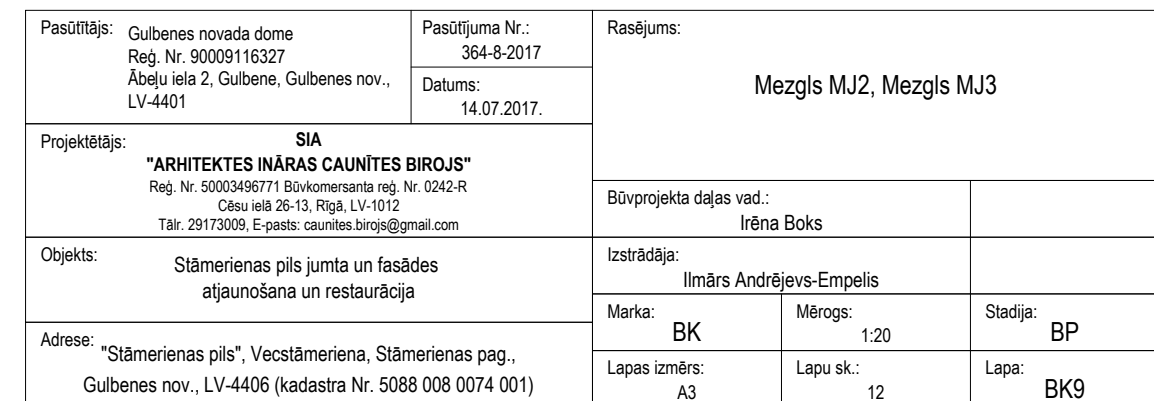 Pasūtītājs:
Gulbenes novada dome
Reģ. Nr. 90009116327
Ābeļu iela 2, Gulbene, Gulbenes nov.,
LV-4401
Pasūtījuma Nr.:
364-8-2017
Datums:
14.07.2017.
Projektētājs:
SIA
"ARHITEKTES INĀRAS CAUNĪTES BIROJS"
Reģ. Nr. 50003496771 Būvkomersanta reģ. Nr. 0242-R
Cēsu ielā 26-13, Rīgā, LV-1012
Tālr. 29173009, E-pasts: caunites.birojs@gmail.com
Objekts:
Stāmerienas pils jumta un fasādes
atjaunošana un restaurācija
Adrese:
"Stāmerienas pils", Vecstāmeriena, Stāmerienas pag.,
Gulbenes nov., LV-4406 (kadastra Nr. 5088 008 0074 001)
Rasējums:
Mezgls MJ2, Mezgls MJ3
Būvprojekta daļas vad.:
Irēna Boks
Izstrādāja:
Ilmārs Andrējevs-Empelis
Marka:
BK
Mērogs:
1:20
Stadija:
BP
Lapas izmērs:
A3
Lapu sk.:
12
Lapa:
BK9